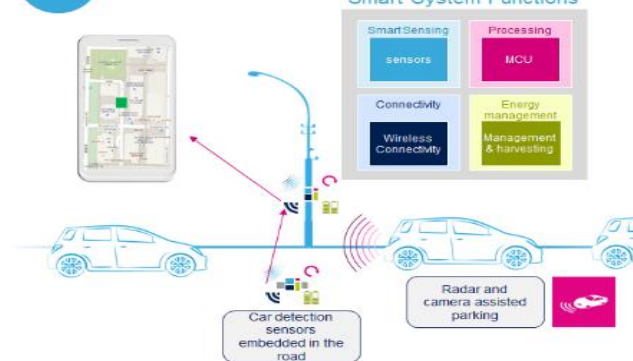 Smart System Functions
Smart Sensing
sensors
Processing
MCU
Connectivity
Wireless
Connectivity
Energy
management
Management
& harvesting
Car detection
sensors
embedded in the
road
Radar and
camera assisted
parking